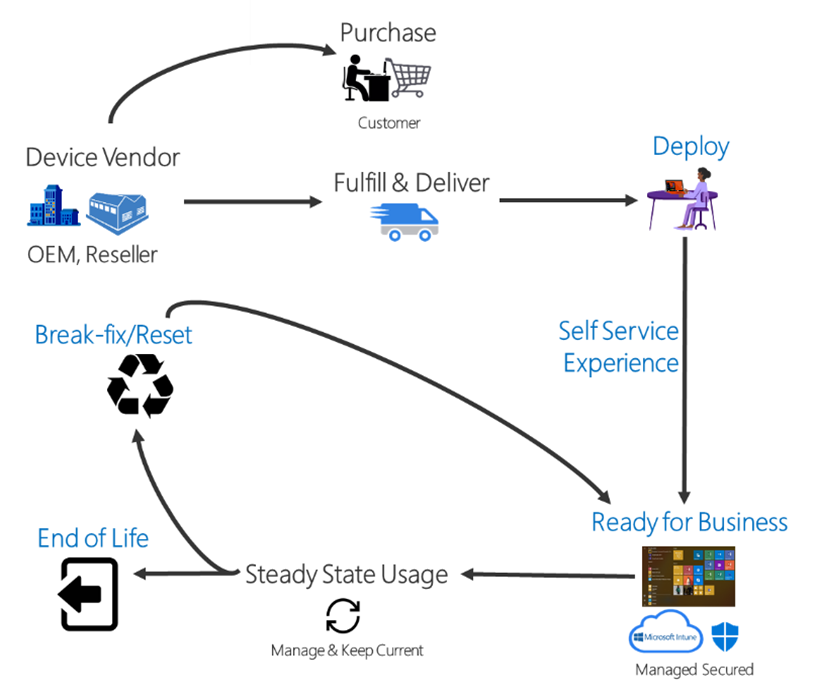 Purchase
Customer
Device Vendor
OEM, Reseller
Fulfill & Deliver
Deploy
Self Service
Experience
Break-fix/Reset
Ready for Business
Microsoft Intune
Managed Secured
Steady State Usage
Manage & Keep Current
End of Life